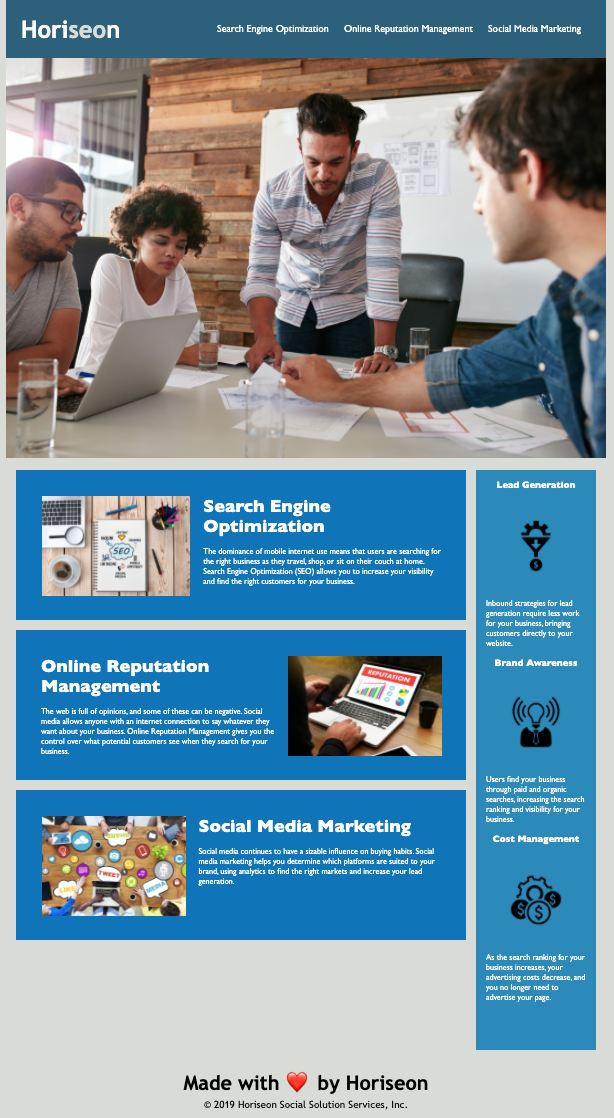 Horiseon
Search Engine Optimization Online Reputation Management Social Media Marketing
Search Engine
Optimization
The dominance of mobile internet use means that users are searching for
the right business as they travel, shop, or sit on their couch at home.
Search Engine Optimization (SEO) allows you to increase your visibility
and find the right customers for your business.
SEO
Online Reputation
Management
The web is full of opinions, and some of these can be negative. Social
media allows anyone with an internet connection to say whatever they
want about your business. Online Reputation Management gives you the
control over what potential customers see when they search for your
business.
REPUTATION
Social Media Marketing
Social media continues to have a sizable influence on buying habits. Social
media marketing helps you determine which platforms are suited to your
brand, using analytics to find the right markets and increase your lead
generation.
TWEET
LIKE
MEDIA
Lead Generation
$
Inbound strategies for lead
generation require less work
for your business, bringing
customers directly to your
website.
Brand Awareness
Users find your business
through paid and organic
searches, increasing the search
ranking and visibility for your
business.
Cost Management
$ $ $
As the search ranking for your
business increases, your
advertising costs decrease, and
you no longer need to
advertise your page.
Made with ❤️ by Horiseon
© 2019 Horiseon Social Solution Services, Inc.